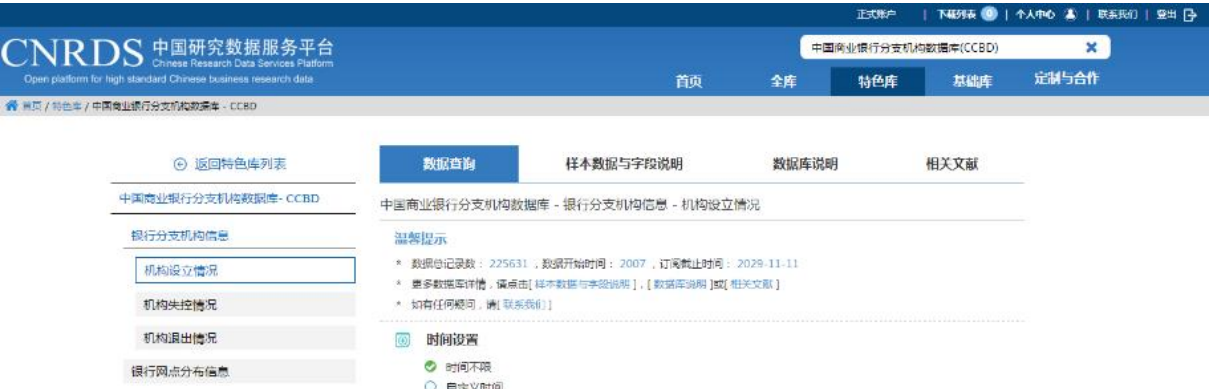 正式账户 | 下载列表 0 | 个人中心 | 联系我们 | 登出
CNRDS 中国研究数据服务平台
Chinese Research Data Services Platform
Open platform for high standard Chinese business research data
中国商业银行分支机构数据库(CCBD)
首页 全库 特色库 基础库 定制与合作
首页 / 特色库 / 中国商业银行分支机构数据库 - CCBD
返回特色库列表
数据查询 样本数据与字段说明 数据库说明 相关文献
中国商业银行分支机构数据库- CCBD
中国商业银行分支机构数据库 - 银行分支机构信息 - 机构设立情况
银行分支机构信息
温馨提示
机构设立情况
* 数据总记录数： 225631 ，数据开始时间： 2007 ，订阅截止时间： 2029-11-11
* 更多数据库详情，请点击[ 样本数据与字段说明 ]，[ 数据库说明 ]或[ 相关文献 ]
机构失控情况
* 如有任何疑问，请[ 联系我们 ]
机构退出情况
时间设置
银行网点分布信息
时间不限
自定义时间